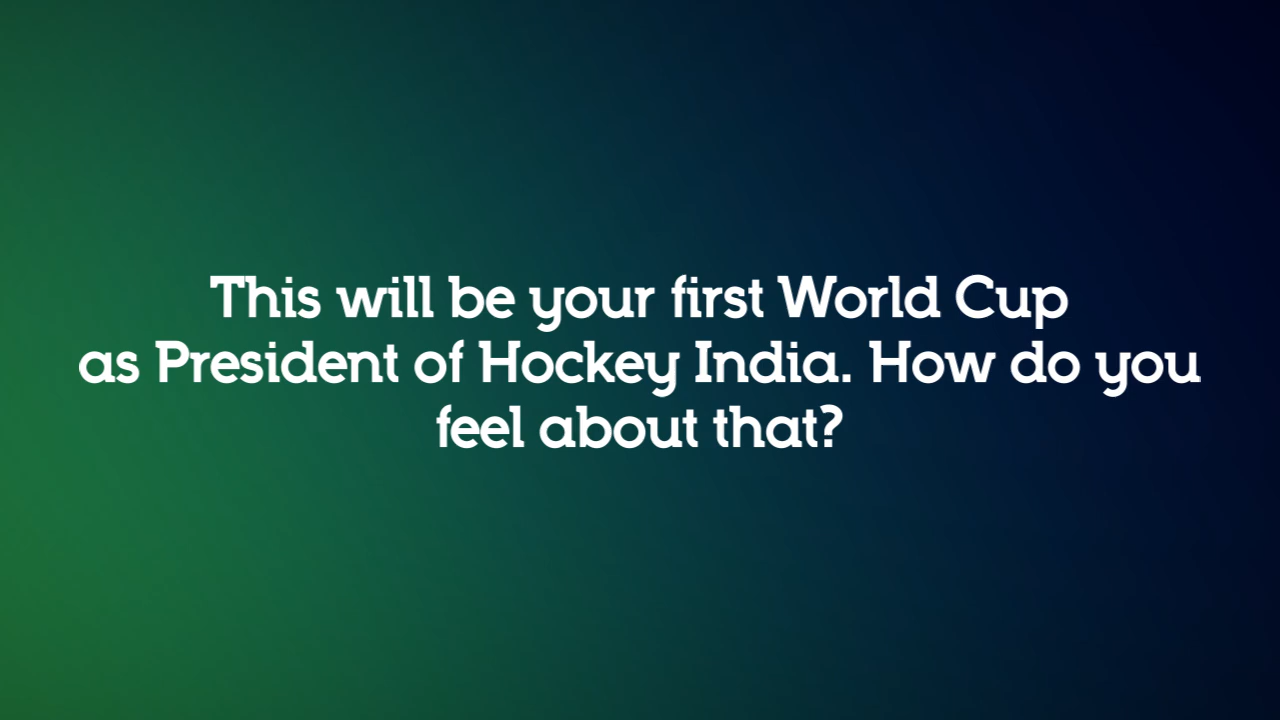 This will be your first World Cup
as President of Hockey India. How do you
feel about that?